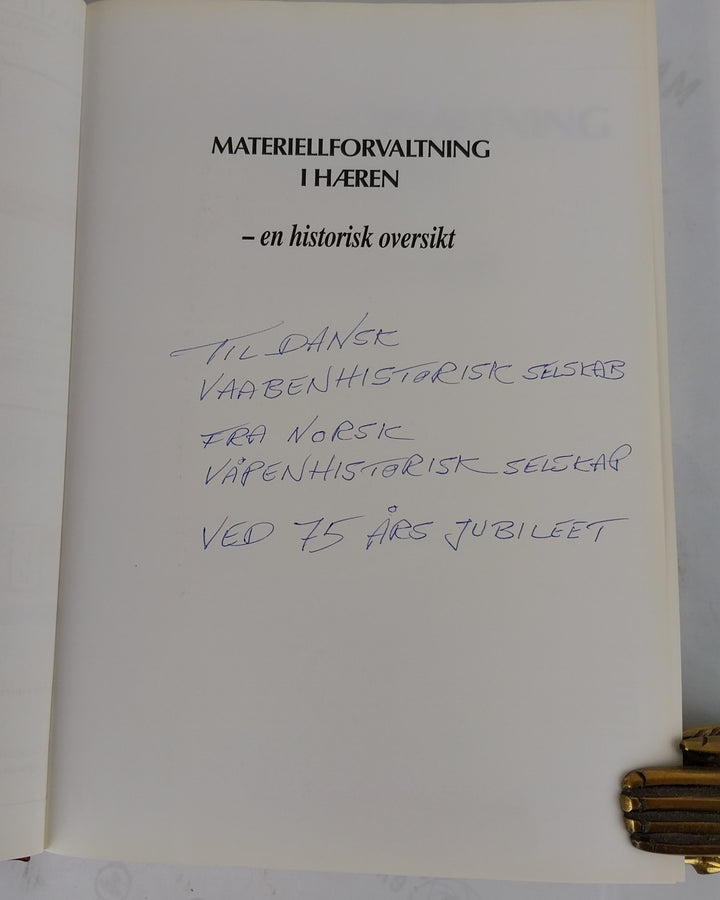 MATERIELLFORVALTNING
I HÆREN
– en historisk oversikt
TIL DANSK
VAABENHISTORISK SELSKAB
FRA NORSK
VÅPENHISTORISK SELSKAP
VED 75 ÅRS JUBILEET